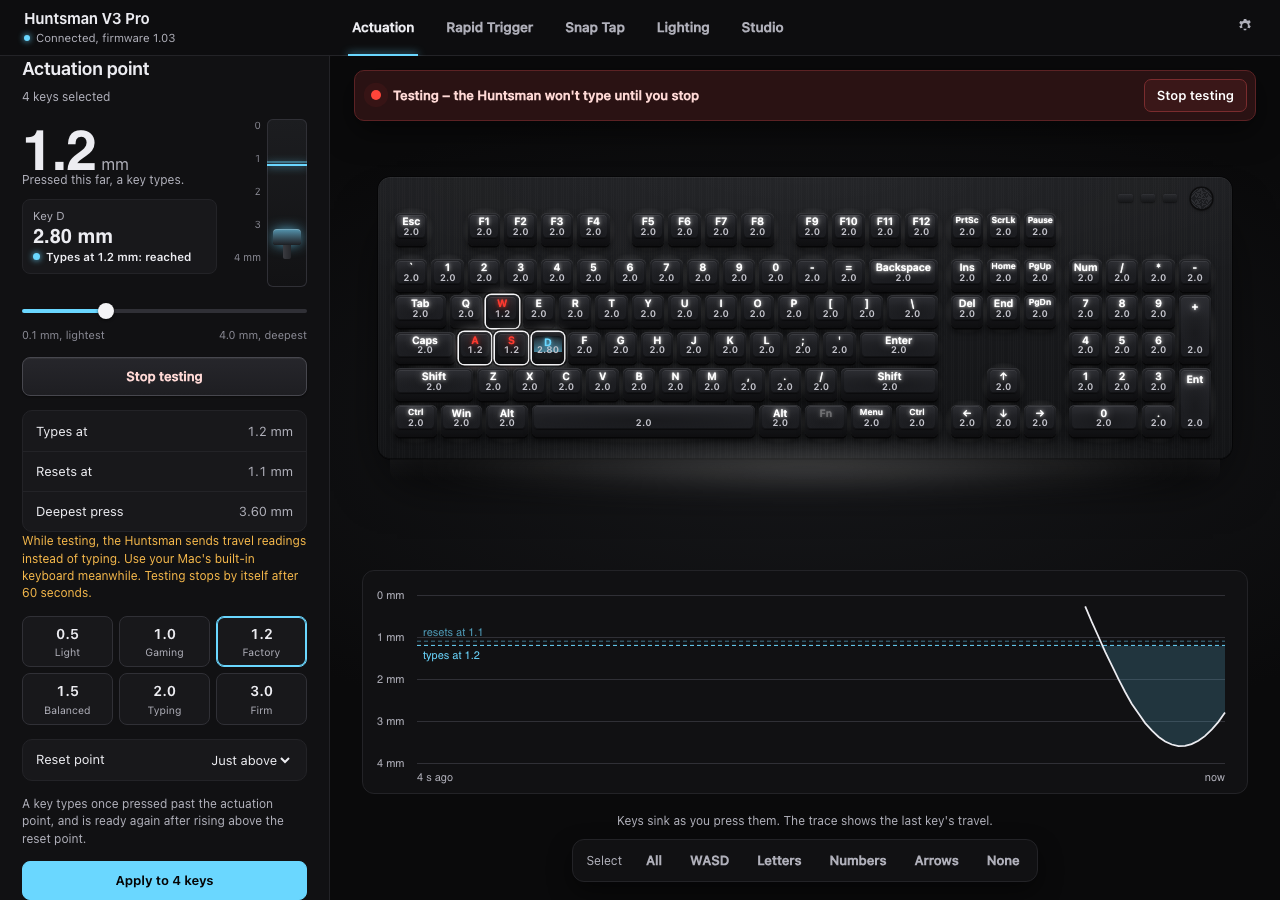 Huntsman V3 Pro
Connected, firmware 1.03
Actuation
Rapid Trigger
Snap Tap
Lighting
Studio
Actuation point
4 keys selected
1.2 mm
Pressed this far, a key types.
Key D
2.80 mm
Types at 1.2 mm: reached
0
1
2
3
4 mm
0.1 mm, lightest
4.0 mm, deepest
Stop testing
Types at 1.2 mm
Resets at 1.1 mm
Deepest press 3.60 mm
While testing, the Huntsman sends travel readings
instead of typing. Use your Mac's built-in
keyboard meanwhile. Testing stops by itself after
60 seconds.
0.5 1.0 1.2
Light Gaming Factory
1.5 2.0 3.0
Balanced Typing Firm
Reset point Just above
A key types once pressed past the actuation
point, and is ready again after rising above the
reset point.
Apply to 4 keys
Testing – the Huntsman won't type until you stop
Stop testing
Esc F1 F2 F3 F4 F5 F6 F7 F8 F9 F10 F11 F12 PrtSc ScrLk Pause
2.0 2.0 2.0 2.0 2.0 2.0 2.0 2.0 2.0 2.0 2.0 2.0 2.0 2.0 2.0 2.0
` 1 2 3 4 5 6 7 8 9 0 - = Backspace Ins Home PgUp Num / * -
2.0 2.0 2.0 2.0 2.0 2.0 2.0 2.0 2.0 2.0 2.0 2.0 2.0 2.0 2.0 2.0 2.0 2.0 2.0 2.0 2.0
Tab Q W E R T Y U I O P [ ] \ Del End PgDn 7 8 9 +
2.0 2.0 1.2 2.0 2.0 2.0 2.0 2.0 2.0 2.0 2.0 2.0 2.0 2.0 2.0 2.0 2.0 2.0 2.0 2.0
Caps A S D F G H J K L ; ' Enter 4 5 6
2.0 1.2 1.2 2.80 2.0 2.0 2.0 2.0 2.0 2.0 2.0 2.0 2.0 2.0 2.0 2.0 2.0
Shift Z X C V B N M , . / Shift ↑ 1 2 3 Ent
2.0 2.0 2.0 2.0 2.0 2.0 2.0 2.0 2.0 2.0 2.0 2.0 2.0 2.0 2.0 2.0
Ctrl Win Alt Alt Fn Menu Ctrl ← ↓ → 0 .
2.0 2.0 2.0 2.0 2.0 2.0 2.0 2.0 2.0 2.0 2.0 2.0 2.0
0 mm
resets at 1.1
1 mm
types at 1.2
2 mm
3 mm
4 mm
4 s ago
now
Keys sink as you press them. The trace shows the last key's travel.
Select All WASD Letters Numbers Arrows None